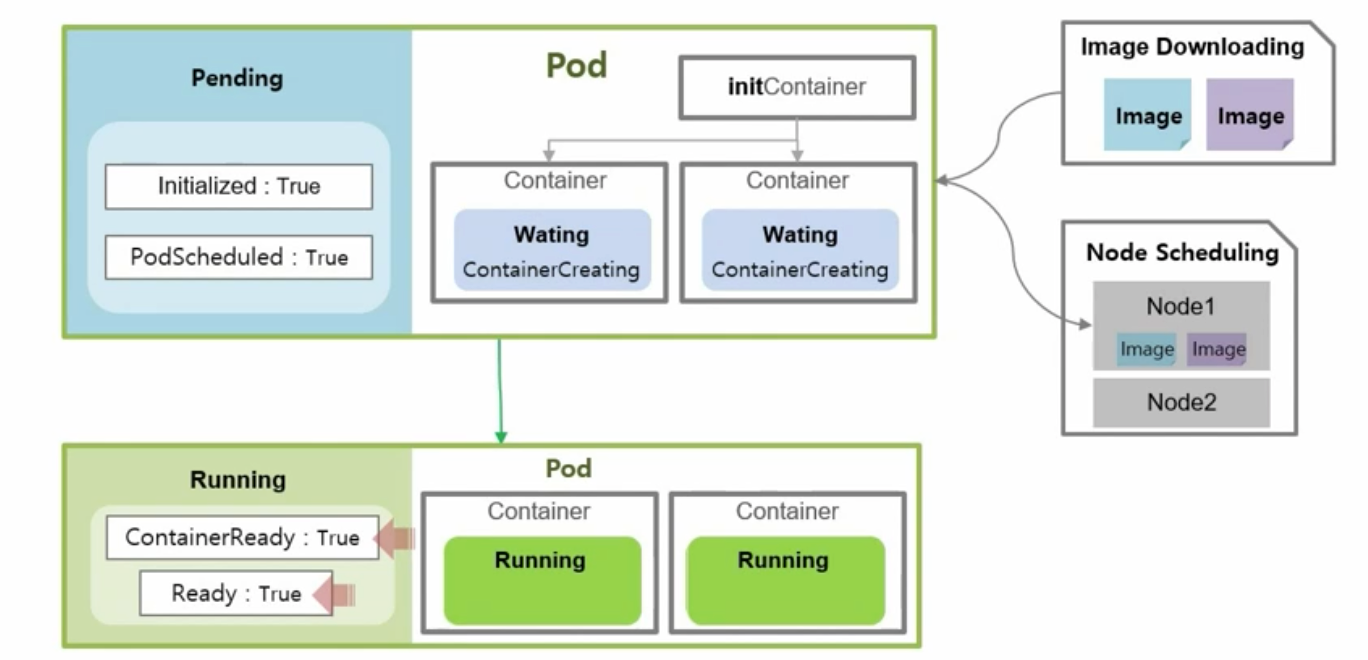 Pending
Initialized : True
PodScheduled : True
Pod
initContainer
Container
Wating
ContainerCreating
Container
Wating
ContainerCreating
Image Downloading
Image
Image
Node Scheduling
Node1
Image
Image
Node2
Running
ContainerReady : True
Ready : True
Pod
Container
Running
Container
Running